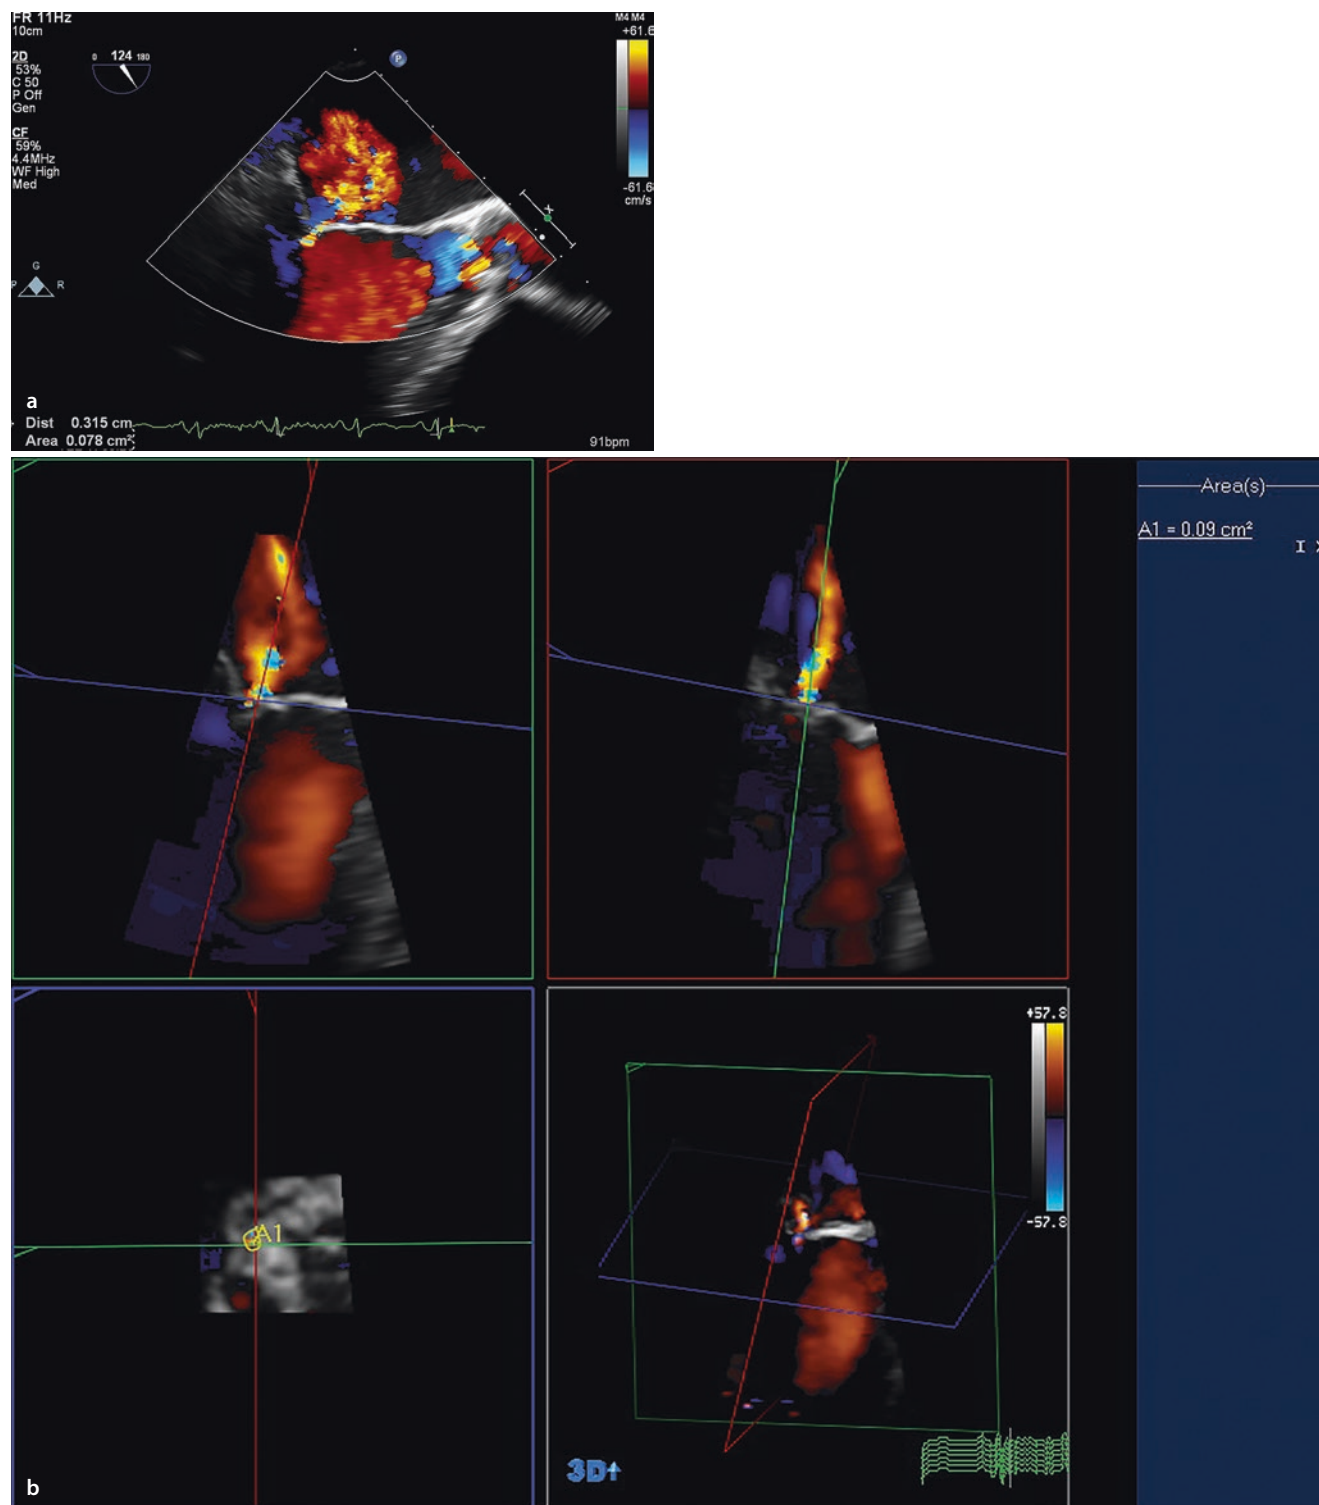 FR 11Hz
10cm
2D
53%
C 50
P Off
Gen
CF
59%
4.4MHz
WF High
Med
0 124 180
P
M4 M4
+61.6
-61.6
cm/s
X
G
P R
a
Dist 0.315 cm
Area 0.078 cm²
91bpm
Area(s)
A1 = 0.09 cm²
A1
+57.8
-57.8
3D
b